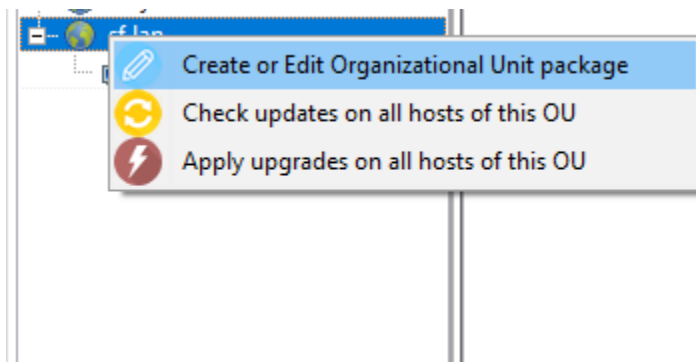 Create or Edit Organizational Unit package
Check updates on all hosts of this OU
Apply upgrades on all hosts of this OU